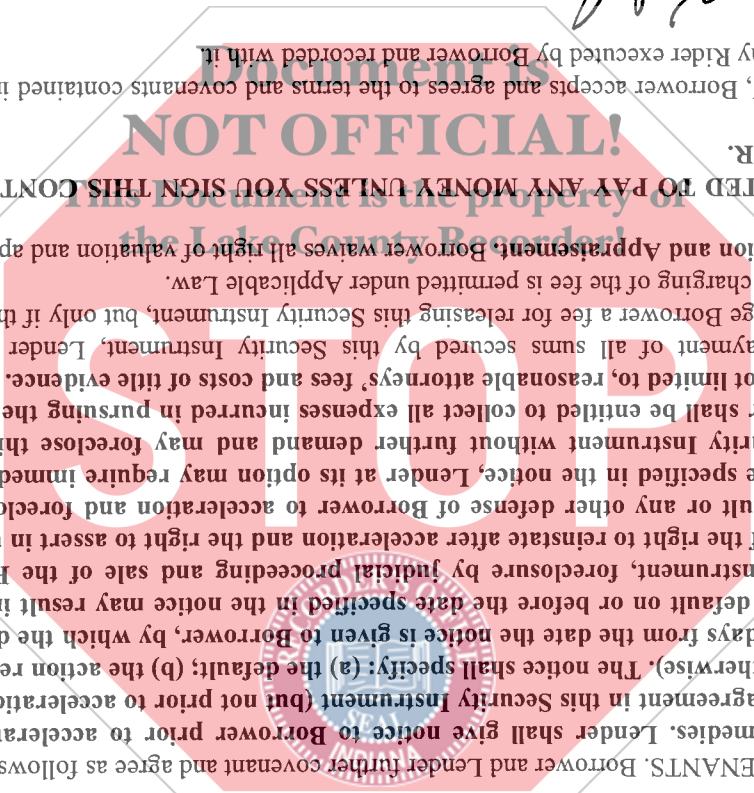 ENANTS. Borrower and Lender further covenant and agree as follows
medies. Lender shall give notice to Borrower prior to accelerat
agreement in this Security Instrument (but not prior to acceleratio
therwise). The notice shall specify: (a) the default; (b) the action re
days from the date the notice is given to Borrower, by which the d
default on or before the date specified in the notice may result i
nstrument, foreclosure by judicial proceeding and sale of the P
f the right to reinstate after acceleration and the right to assert in
ult or any other defense of Borrower to acceleration and foreclo
e specified in the notice, Lender at its option may require immed
urity Instrument without further demand and may foreclose thi
r shall be entitled to collect all expenses incurred in pursuing the
ot limited to, reasonable attorneys' fees and costs of title evidence.
ayment of all sums secured by this Security Instrument, Lender
ge Borrower a fee for releasing this Security Instrument, but only if th
charging of the fee is permitted under Applicable Law.
ion and Appraisement. Borrower waives all right of valuation and ap
TED TO PAY ANY MONEY UNLESS YOU SIGN THIS CONT
R.
, Borrower accepts and agrees to the terms and covenants contained i
ny Rider executed by Borrower and recorded with it.
Document is
NOT OFFICIAL!
This Document is the property of
the Lake County Recorder!
STOP
SEAL
INDIANA